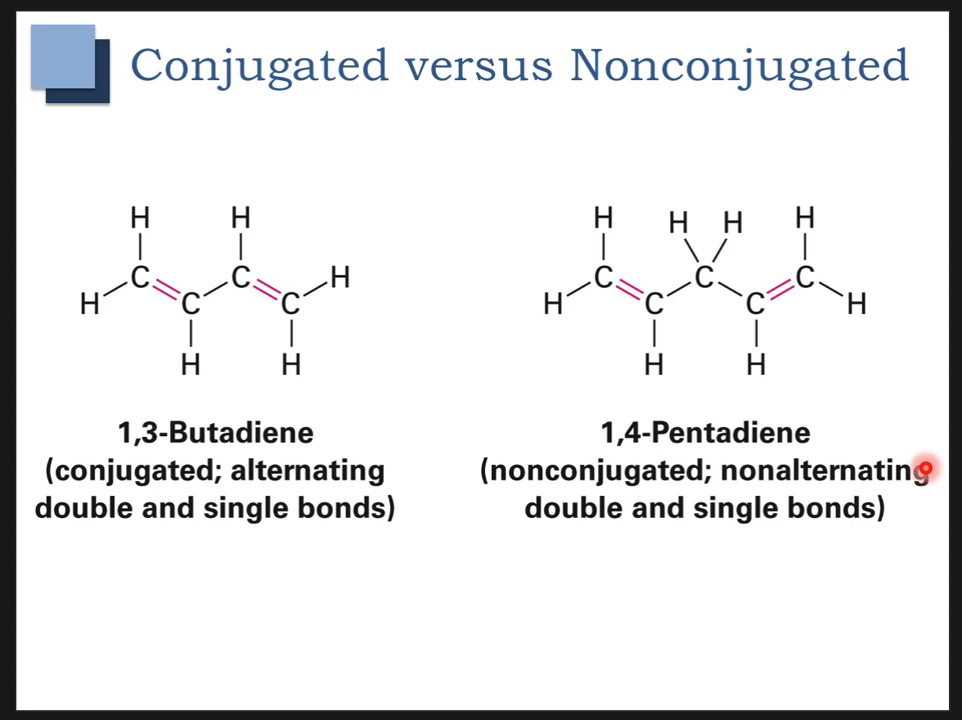 Conjugated versus Nonconjugated
H H H H H H
C C H C C C
H C C H C C H
H H H H
1,3-Butadiene 1,4-Pentadiene
(conjugated; alternating (nonconjugated; nonalternating
double and single bonds) double and single bonds)